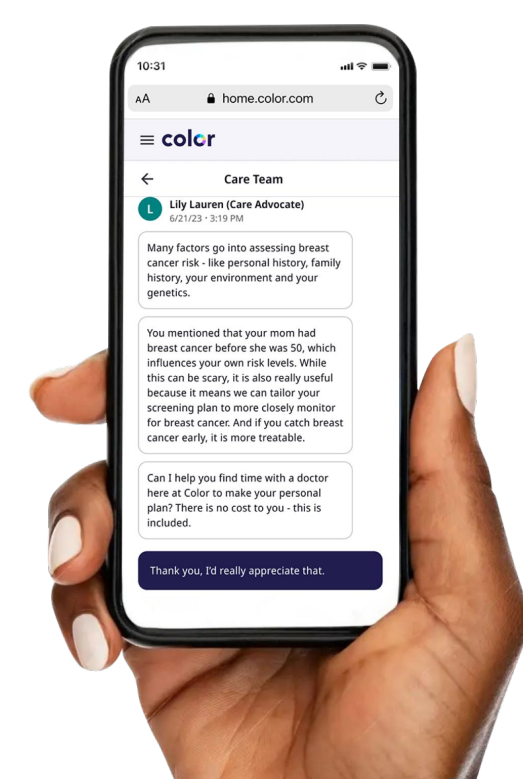 10:31
AA home.color.com
color
Care Team
L
Lily Lauren (Care Advocate)
6/21/23 · 3:19 PM
Many factors go into assessing breast
cancer risk - like personal history, family
history, your environment and your
genetics.
You mentioned that your mom had
breast cancer before she was 50, which
influences your own risk levels. While
this can be scary, it is also really useful
because it means we can tailor your
screening plan to more closely monitor
for breast cancer. And if you catch breast
cancer early, it is more treatable.
Can I help you find time with a doctor
here at Color to make your personal
plan? There is no cost to you - this is
included.
Thank you, I’d really appreciate that.